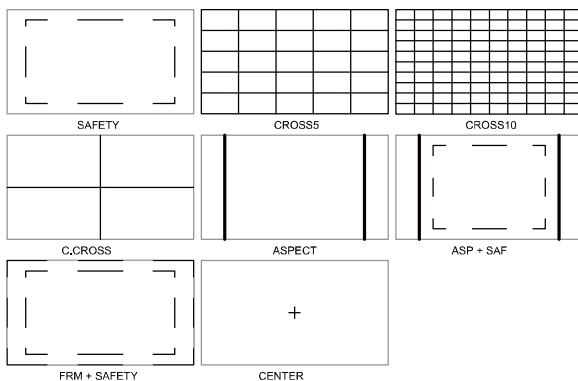 SAFETY
CROSS5
CROSS10
C.CROSS
ASPECT
ASP + SAF
FRM + SAFETY
CENTER